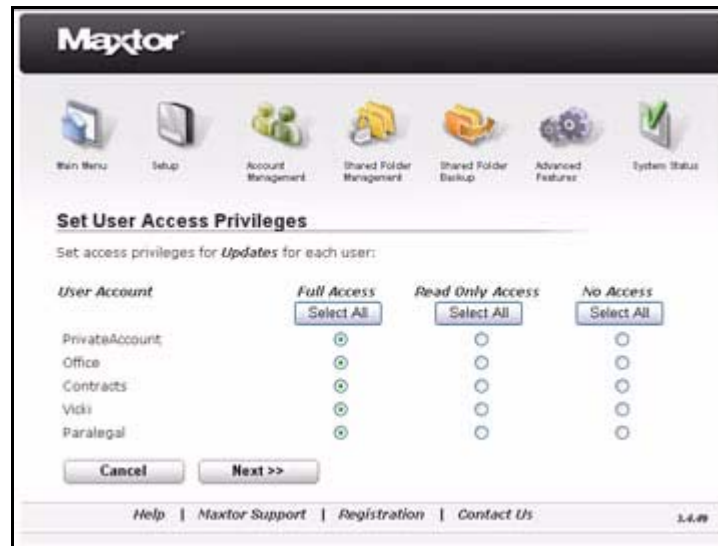 Maxtor
Main Menu
Setup
Account Management
Shared Folder Management
Shared Folder Backup
Advanced Features
System Status
Set User Access Privileges
Set access privileges for Updates for each user:
User Account Full Access Read Only Access No Access
Select All Select All Select All
PrivateAccount
Office
Contracts
Vicki
Paralegal
Cancel Next >>
Help | Maxtor Support | Registration | Contact Us